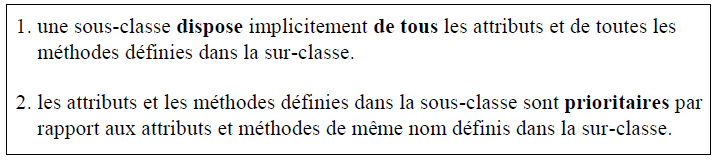 1. une sous-classe dispose implicitement de tous les attributs et de toutes les
méthodes définies dans la sur-classe.
2. les attributs et les méthodes définies dans la sous-classe sont prioritaires par
rapport aux attributs et méthodes de même nom définis dans la sur-classe.